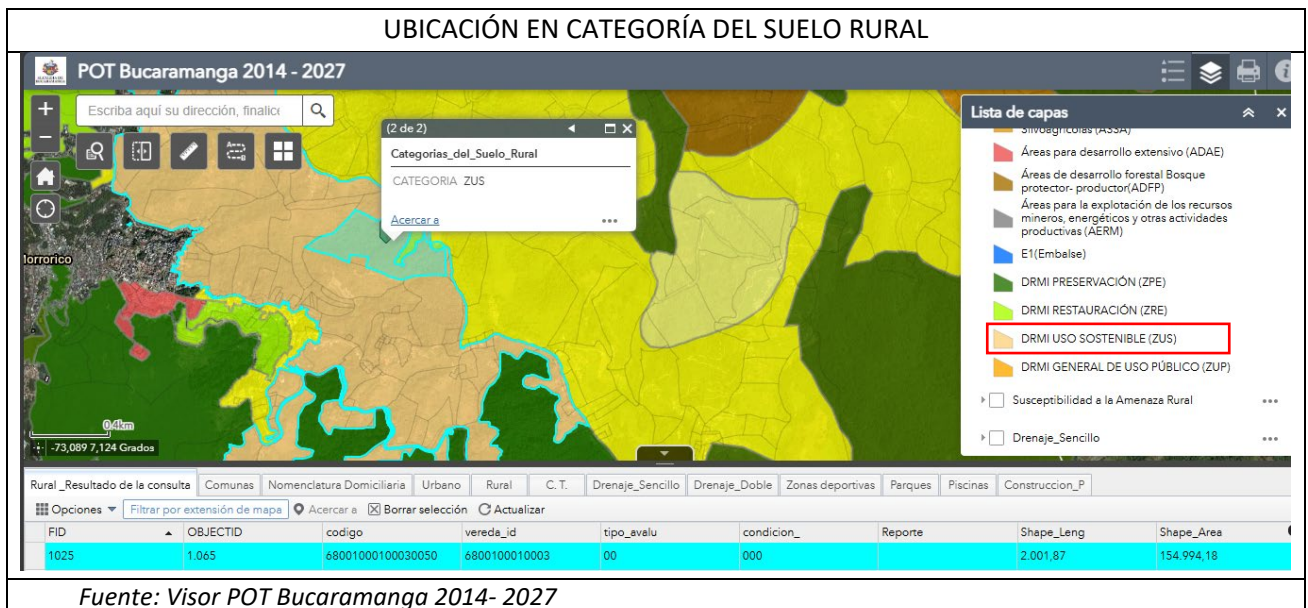 UBICACIÓN EN CATEGORÍA DEL SUELO RURAL
POT Bucaramanga 2014 - 2027
Escriba aquí su dirección, finalice
(2 de 2)
Categorias_del_Suelo_Rural
CATEGORIA ZUS
Acercar a
Lista de capas
Silvoagrícolas (ASSA)
Áreas para desarrollo extensivo (ADAE)
Áreas de desarrollo forestal Bosque
protector- productor(ADFP)
Áreas para la explotación de los recursos
mineros, energéticos y otras actividades
productivas (AERM)
E1(Embalse)
DRMI PRESERVACIÓN (ZPE)
DRMI RESTAURACIÓN (ZRE)
DRMI USO SOSTENIBLE (ZUS)
DRMI GENERAL DE USO PÚBLICO (ZUP)
Susceptibilidad a la Amenaza Rural
Drenaje_Sencillo
lorrorico
0,4km
-73,089 7,124 Grados
Rural _Resultado de la consulta Comunas Nomenclatura Domiciliaria Urbano Rural C. T. Drenaje_Sencillo Drenaje_Doble Zonas deportivas Parques Piscinas Construccion_P
Opciones Filtrar por extensión de mapa Acercar a Borrar selección Actualizar
FID OBJECTID codigo vereda_id tipo_avalu condicion_ Reporte Shape_Leng Shape_Area
1025 1.065 68001000100030050 6800100010003 00 000 2.001,87 154.994,18
Fuente: Visor POT Bucaramanga 2014- 2027